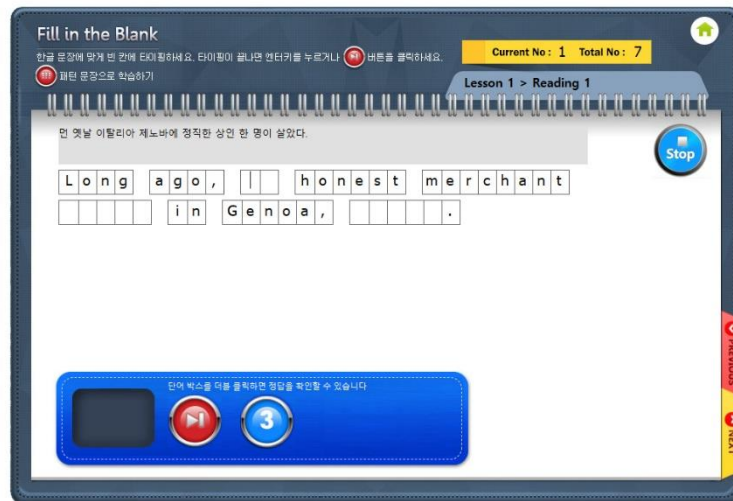 Fill in the Blank
한글 문장에 맞게 빈 칸에 타이핑하세요. 타이핑이 끝나면 엔터키를 누르거나 버튼을 클릭하세요.
패턴 문장으로 학습하기
Current No : 1 Total No : 7
Lesson 1 > Reading 1
먼 옛날 이탈리아 제노바에 정직한 상인 한 명이 살았다.
Stop
Long ago, honest merchant
in Genoa, .
PREVIOUS
NEXT
단어 박스를 더블 클릭하면 정답을 확인할 수 있습니다
3